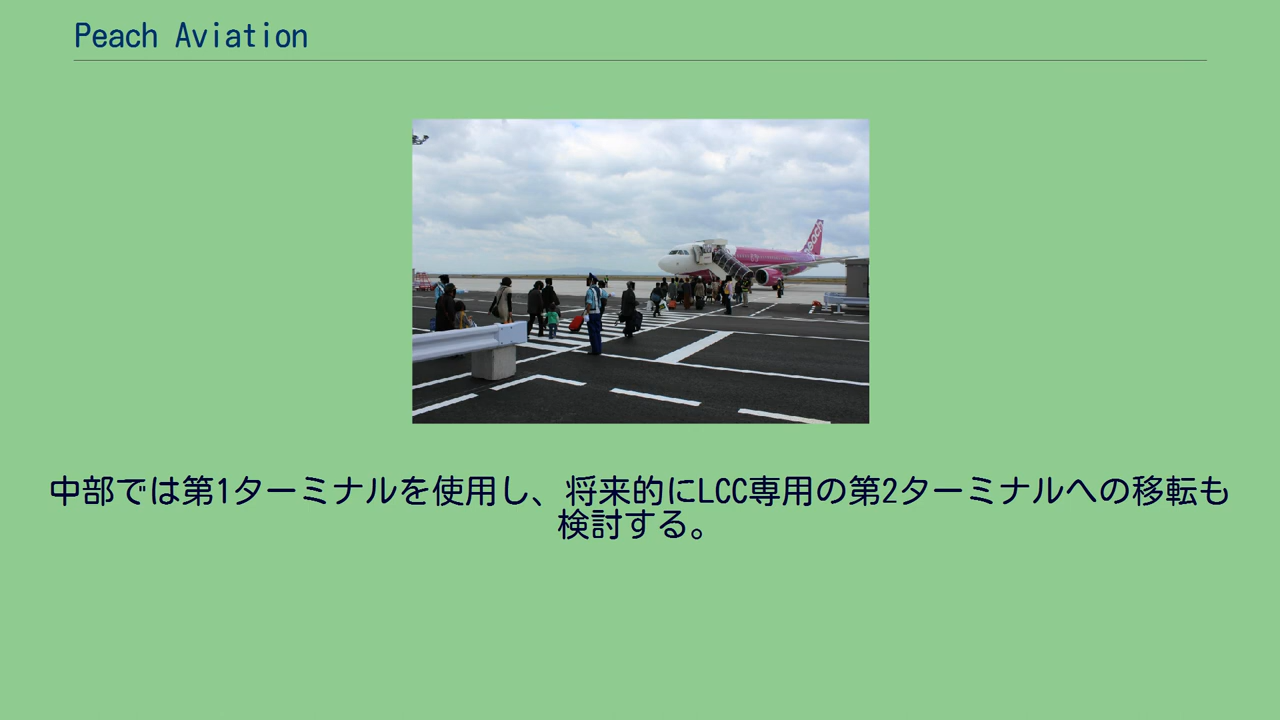 Peach Aviation
peach
中部では第1ターミナルを使用し、将来的にLCC専用の第2ターミナルへの移転も
検討する。